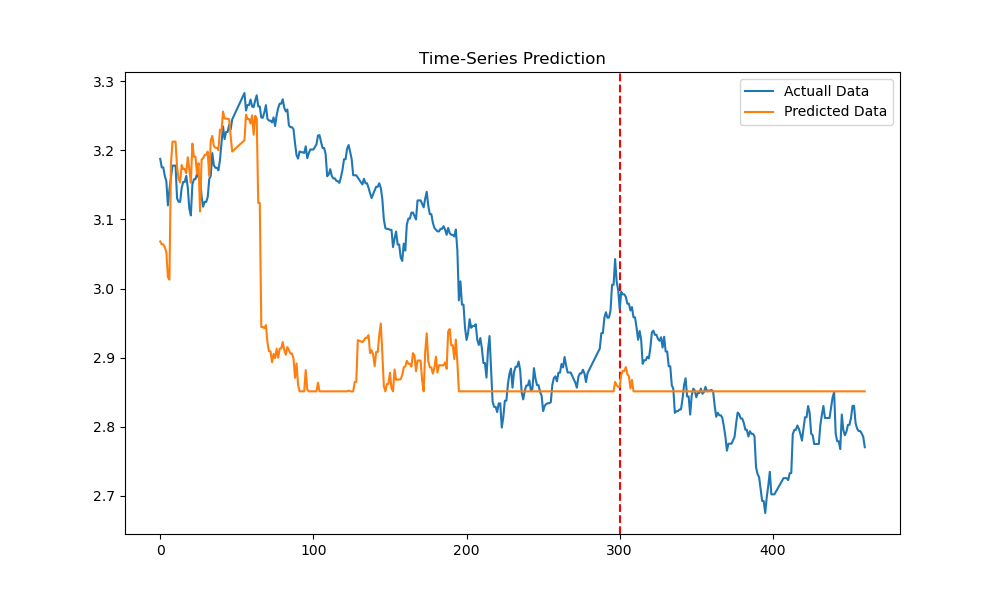 Time-Series Prediction
Actuall Data
Predicted Data
3.3
3.2
3.1
3.0
2.9
2.8
2.7
0 100 200 300 400